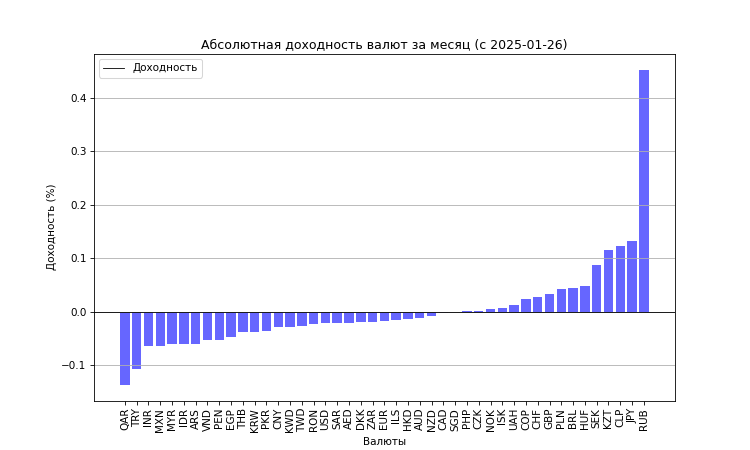 Абсолютная доходность валют за месяц (с 2025-01-26)
Доходность
Доходность (%)
0.4
0.3
0.2
0.1
0.0
−0.1
QAR TRY INR MXN MYR IDR ARS VND PEN EGP THB KRW PKR CNY KWD TWD RON USD SAR AED DKK ZAR EUR ILS HKD AUD NZD CAD SGD PHP CZK NOK ISK UAH COP CHF GBP PLN BRL HUF SEK KZT CLP JPY RUB
Валюты